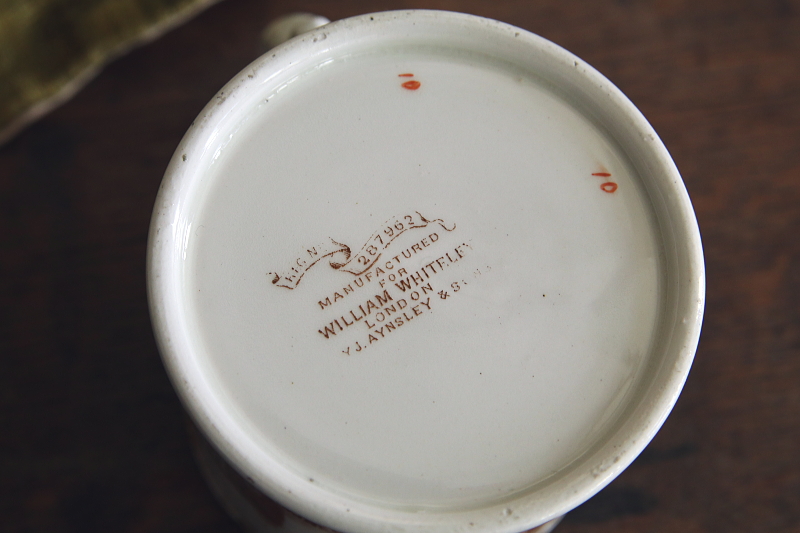 10
10
287962
MANUFACTURED
FOR
WILLIAM WHITELEY
LONDON
J. AYNSLEY &